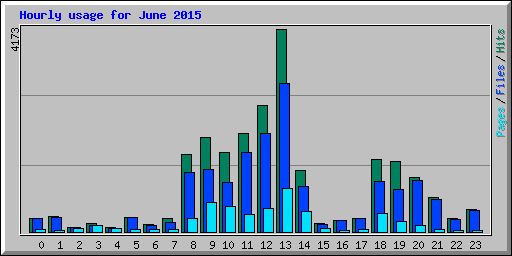 Hourly usage for June 2015
4173
Pages/Files/Hits
0 1 2 3 4 5 6 7 8 9 10 11 12 13 14 15 16 17 18 19 20 21 22 23